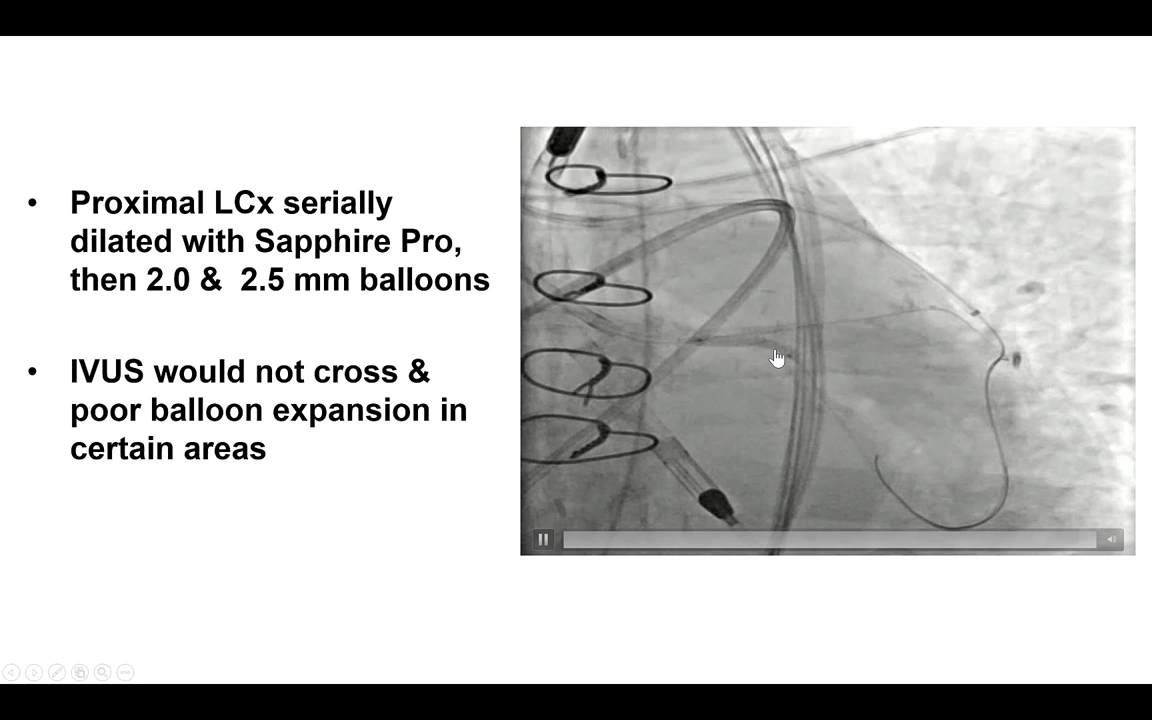 • Proximal LCx serially
dilated with Sapphire Pro,
then 2.0 & 2.5 mm balloons
• IVUS would not cross &
poor balloon expansion in
certain areas